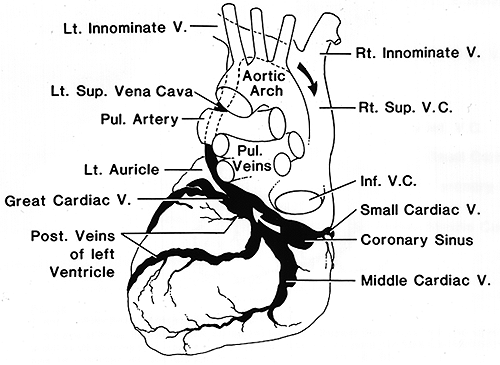 Lt. Innominate V.
Rt. Innominate V.
Aortic
Arch
Lt. Sup. Vena Cava
Rt. Sup. V.C.
Pul. Artery
Pul.
Veins
Lt. Auricle
Inf. V.C.
Great Cardiac V.
Small Cardiac V.
Post. Veins
of left
Ventricle
Coronary Sinus
Middle Cardiac V.